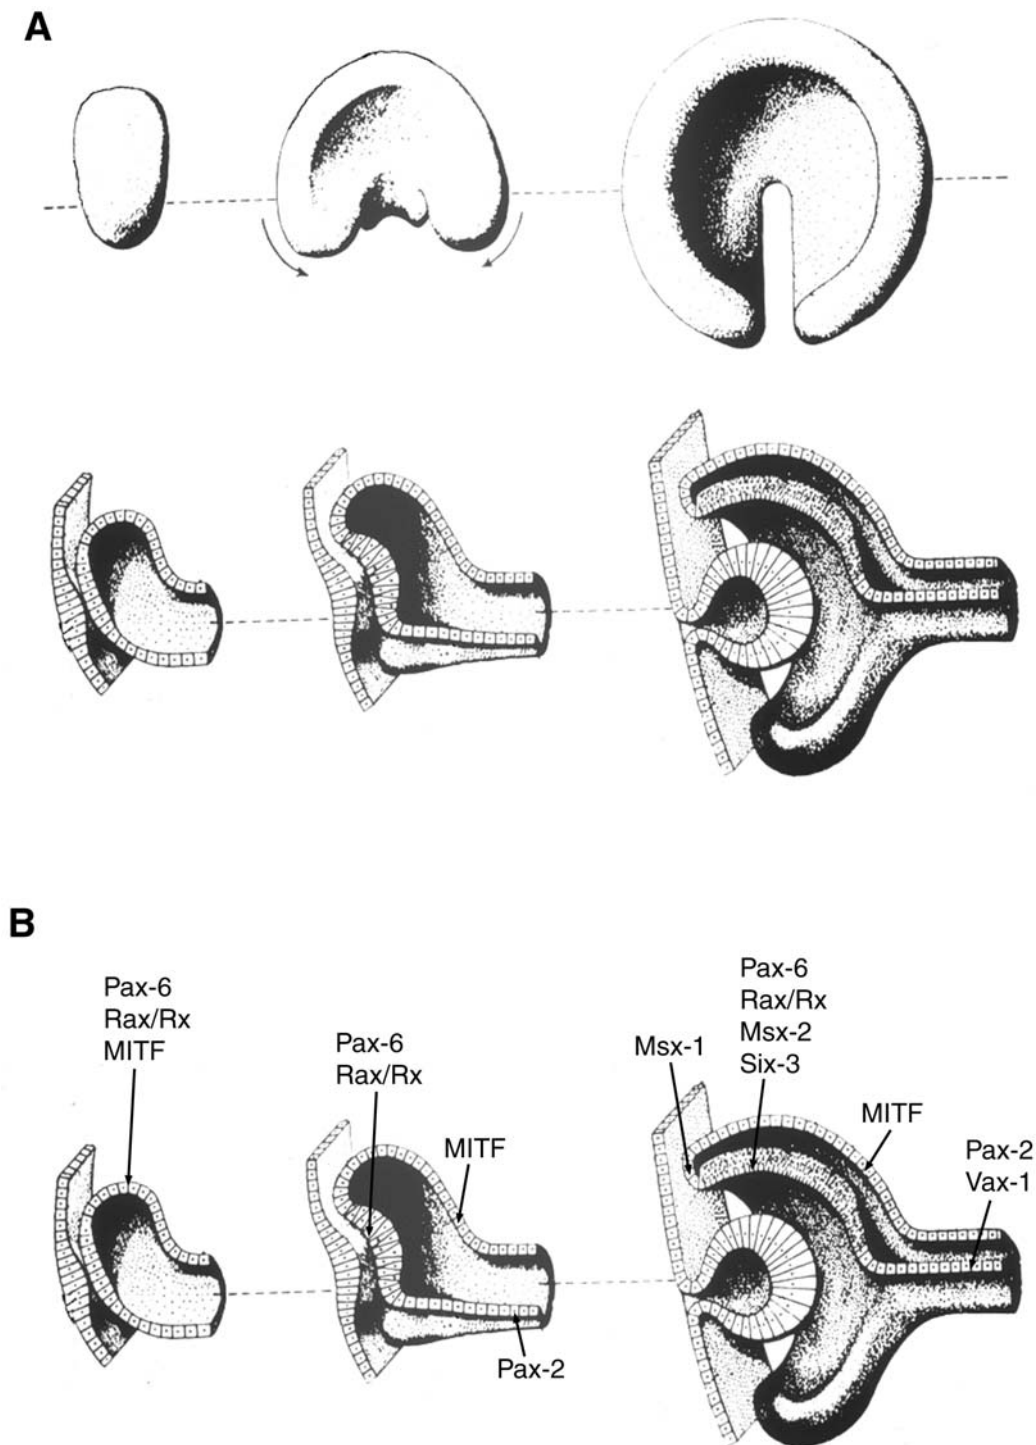 A
B
Pax-6
Rax/Rx
MITF
Pax-6
Rax/Rx
MITF
Pax-2
Msx-1
Pax-6
Rax/Rx
Msx-2
Six-3
MITF
Pax-2
Vax-1